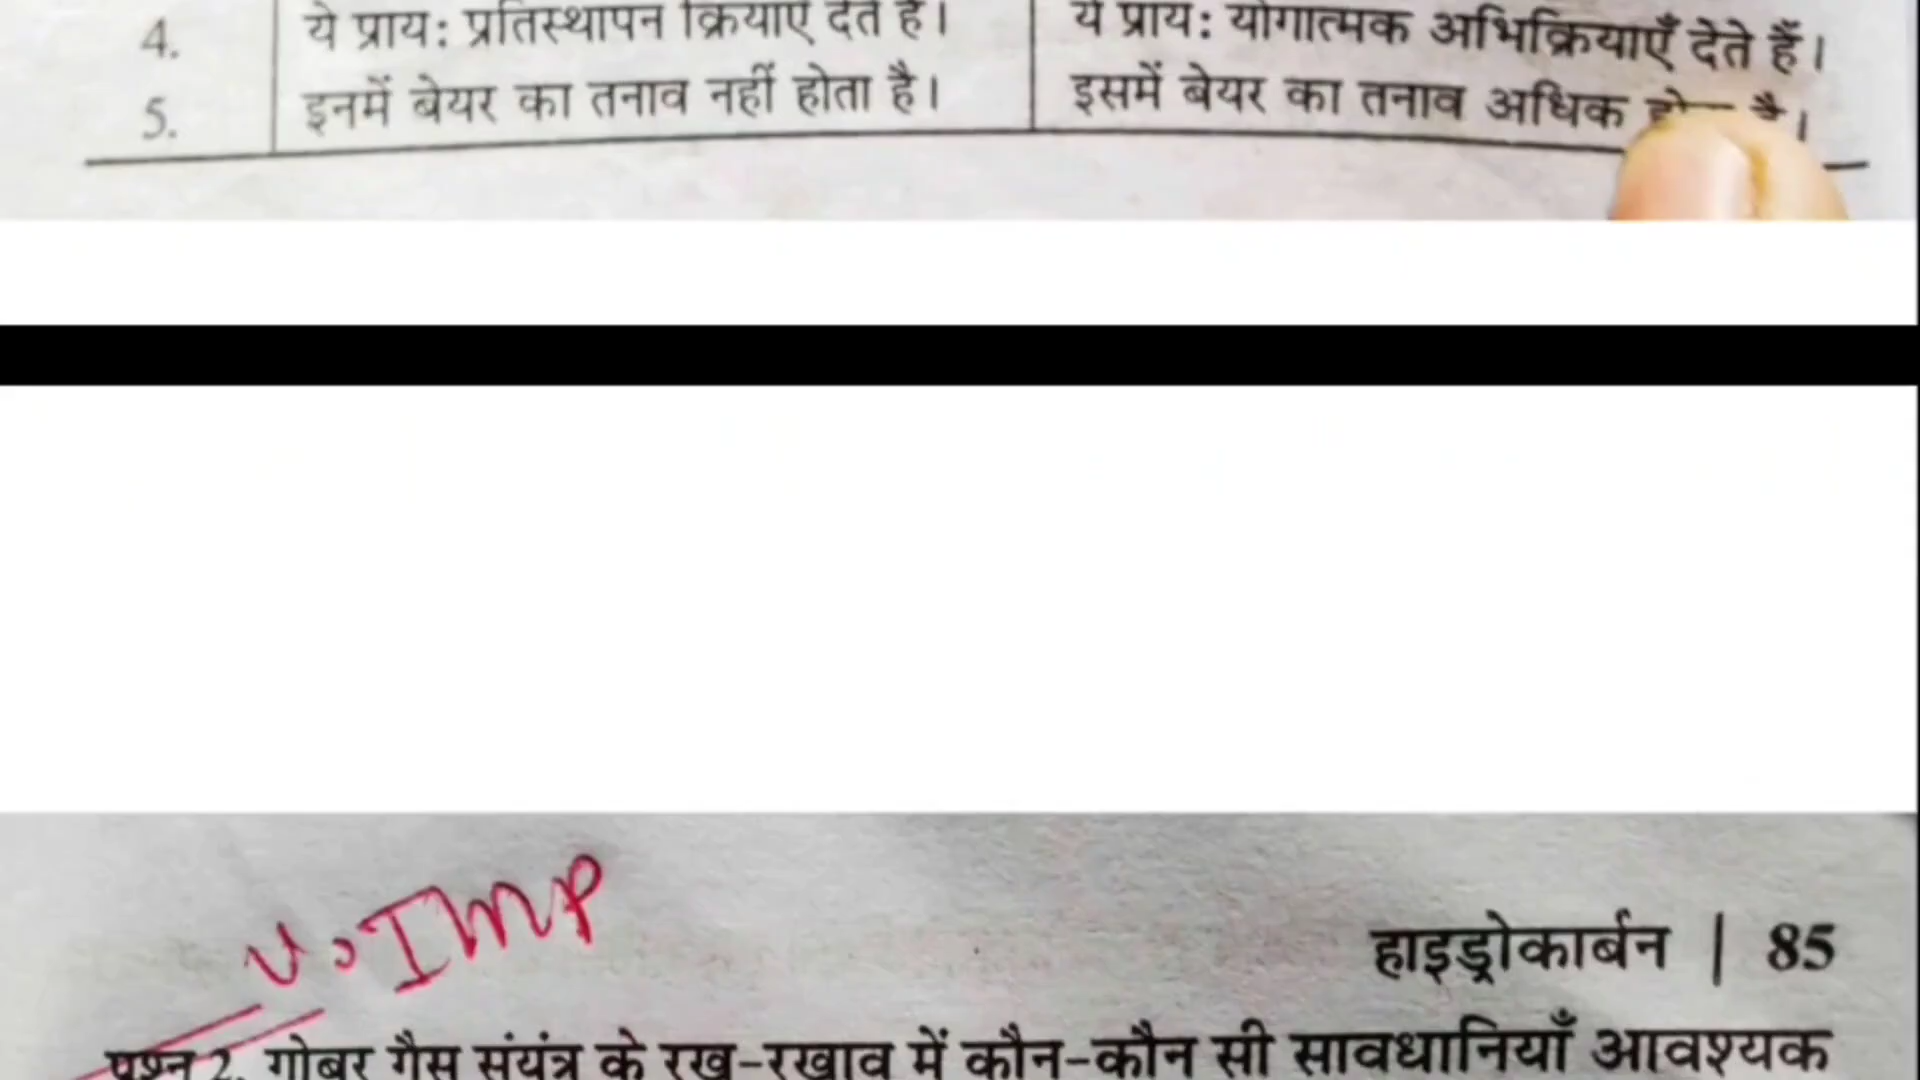 4. ये प्राय: प्रतिस्थापन क्रियाएँ देते हैं। ये प्राय: योगात्मक अभिक्रियाएँ देते हैं।
5. इनमें बेयर का तनाव नहीं होता है। इसमें बेयर का तनाव अधिक है।
V. IMP
हाइड्रोकार्बन | 85
प्रश्न 2. गोबर गैस संयंत्र के रख-रखाव में कौन-कौन सी सावधानियाँ आवश्यक